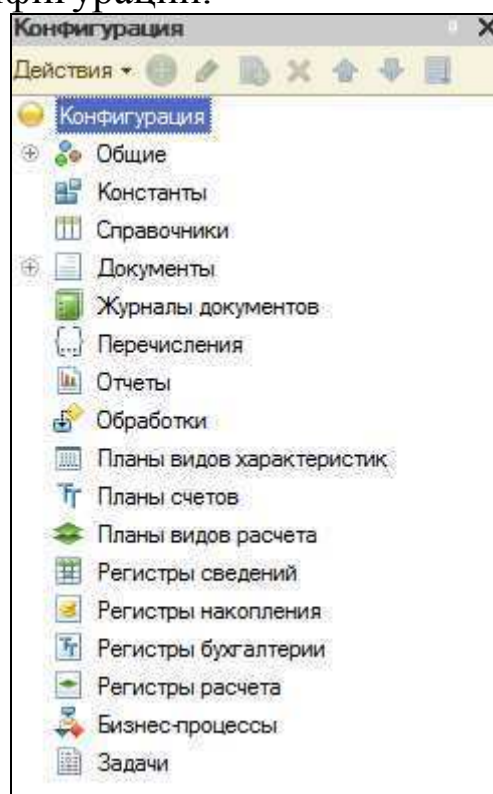 фигурации.
Конфигурация
Действия
Конфигурация
Общие
Константы
Справочники
Документы
Журналы документов
Перечисления
Отчеты
Обработки
Планы видов характеристик
Планы счетов
Планы видов расчета
Регистры сведений
Регистры накопления
Регистры бухгалтерии
Регистры расчета
Бизнес-процессы
Задачи